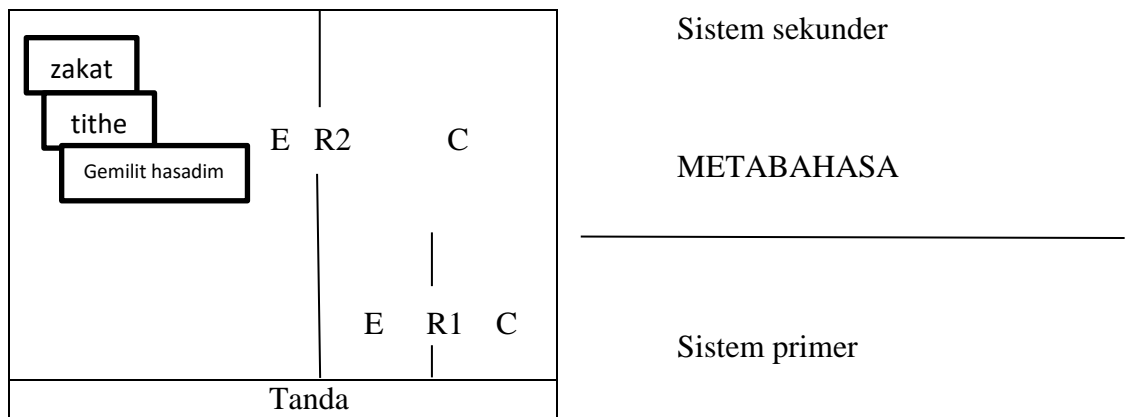 Sistem sekunder
zakat
tithe
E R2 C
Gemilit hasadim
METABAHASA
E R1 C
Sistem primer
Tanda